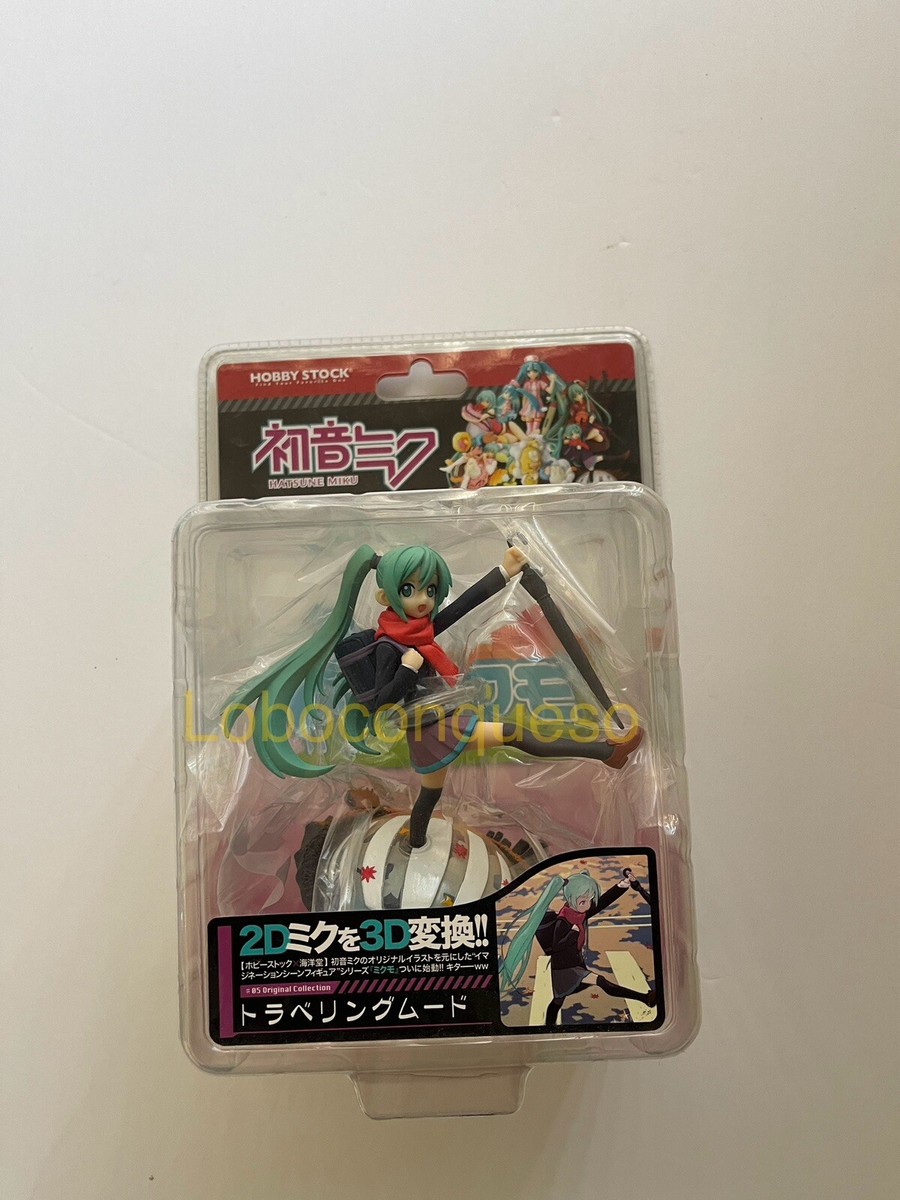 HOBBY STOCK
Find Your Favorite One
初音ミク
HATSUNE MIKU
クモ
Loboconqueso
2Dミクを3D変換!!
【ホビーストック×海洋堂】初音ミクのオリジナルイラストを元にした"イマ
ジネーションシーンフィギュア"シリーズ『ミクモ』ついに始動!! キターーww
#05 Original Collection
トラベリングムード